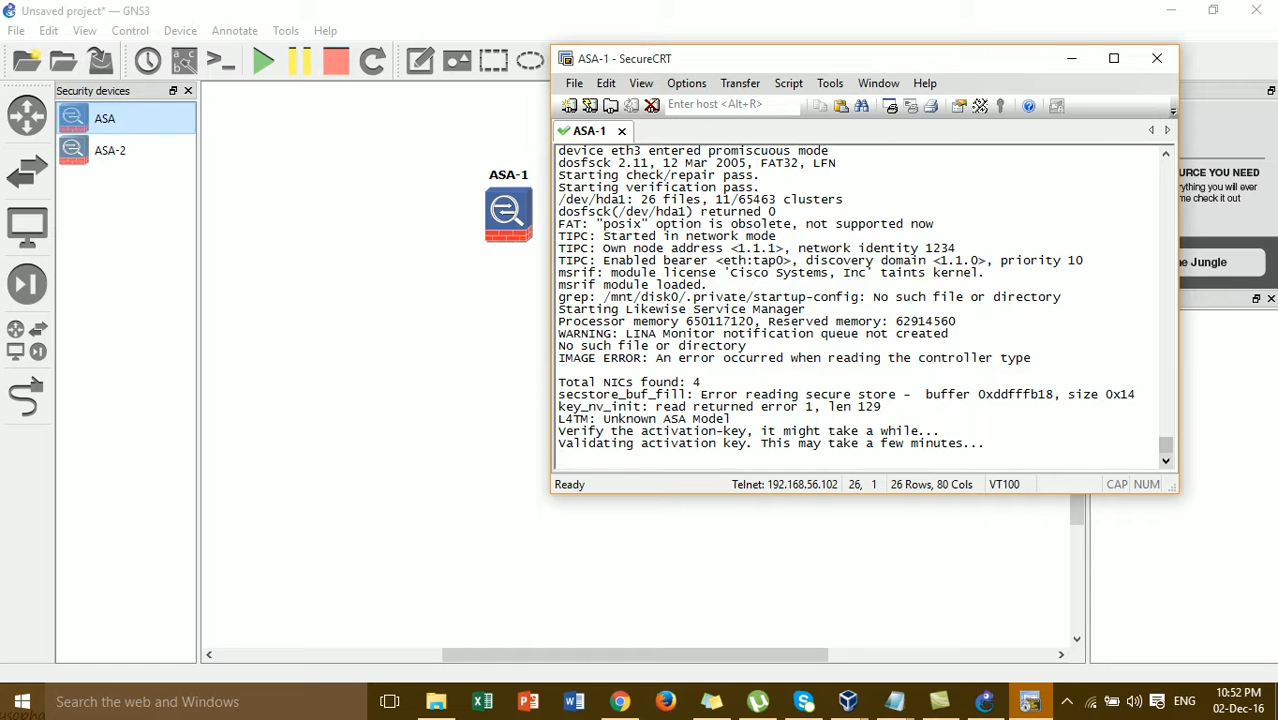 Unsaved project* — GNS3
File Edit View Control Device Annotate Tools Help
Security devices
ASA
ASA-2
ASA-1
ASA-1 - SecureCRT
File Edit View Options Transfer Script Tools Window Help
Enter host <Alt+R>
ASA-1
device eth3 entered promiscuous mode
dosfsck 2.11, 12 Mar 2005, FAT32, LFN
Starting check/repair pass.
Starting verification pass.
/dev/hda1: 26 files, 11/65463 clusters
dosfsck(/dev/hda1) returned 0
FAT: "posix" option is obsolete, not supported now
TIPC: Started in network mode
TIPC: Own node address <1.1.1>, network identity 1234
TIPC: Enabled bearer <eth:tap0>, discovery domain <1.1.0>, priority 10
msrif: module license 'Cisco Systems, Inc' taints kernel.
msrif module loaded.
grep: /mnt/disk0/.private/startup-config: No such file or directory
Starting Likewise Service Manager
Processor memory 650117120, Reserved memory: 62914560
WARNING: LINA Monitor notification queue not created
No such file or directory
IMAGE ERROR: An error occurred when reading the controller type
Total NICs found: 4
secstore_buf_fill: Error reading secure store - buffer 0xddfffb18, size 0x14
key_nv_init: read returned error 1, len 129
L4TM: Unknown ASA Model
Verify the activation-key, it might take a while...
Validating activation key. This may take a few minutes...
Ready Telnet: 192.168.56.102 26, 1 26 Rows, 80 Cols VT100 CAP NUM
URCE YOU NEED
rything you will ever
me check it out
he Jungle
Search the web and Windows
ENG
10:52 PM
02-Dec-16